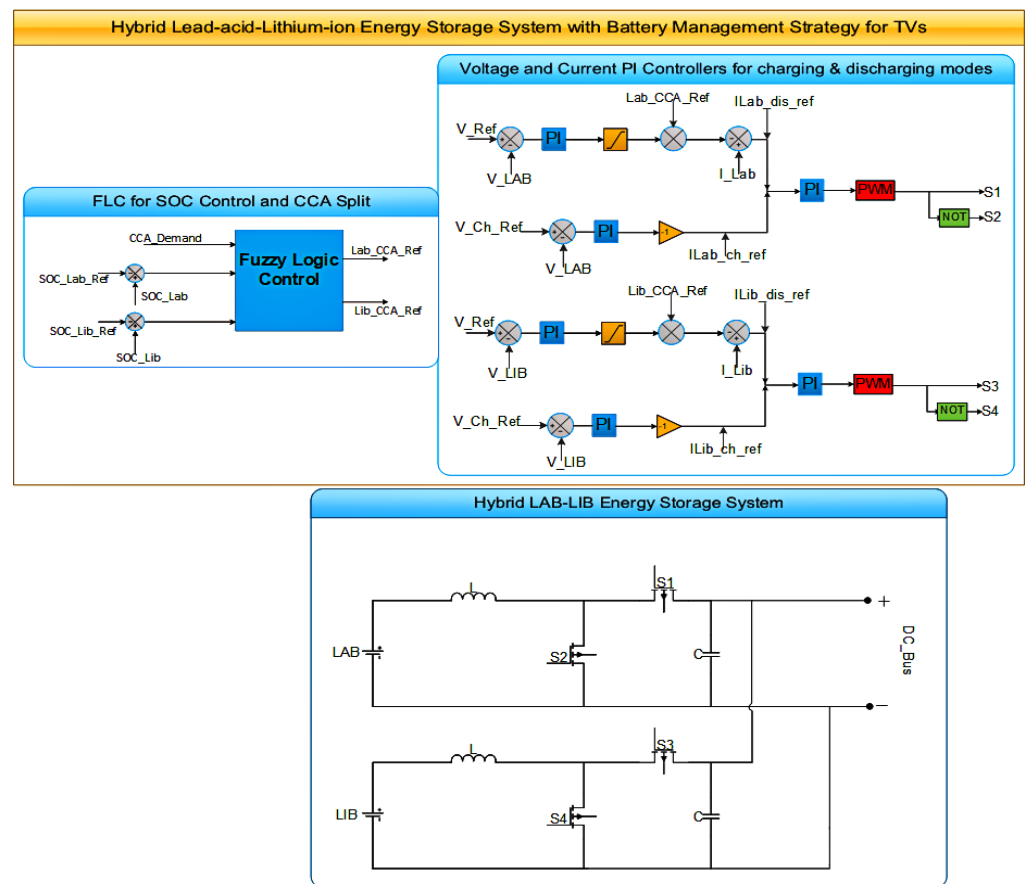 Hybrid Lead-acid-Lithium-ion Energy Storage System with Battery Management Strategy for TVs
Voltage and Current PI Controllers for charging & discharging modes
Lab_CCA_Ref
ILab_dis_ref
V_Ref
PI
V_LAB
I_Lab
PI
PWM
S1
NOT
S2
V_Ch_Ref
PI
-1
V_LAB
ILab_ch_ref
FLC for SOC Control and CCA Split
CCA_Demand
Fuzzy Logic
Control
Lab_CCA_Ref
SOC_Lab_Ref
SOC_Lab
Lib_CCA_Ref
SOC_Lib_Ref
SOC_Lib
Lib_CCA_Ref
ILib_dis_ref
V_Ref
PI
V_LIB
I_Lib
PI
PWM
S3
NOT
S4
V_Ch_Ref
PI
-1
V_LIB
ILib_ch_ref
Hybrid LAB-LIB Energy Storage System
L
S1
+
LAB
S2
C
DC_Bus
−
L
S3
LIB
S4
C